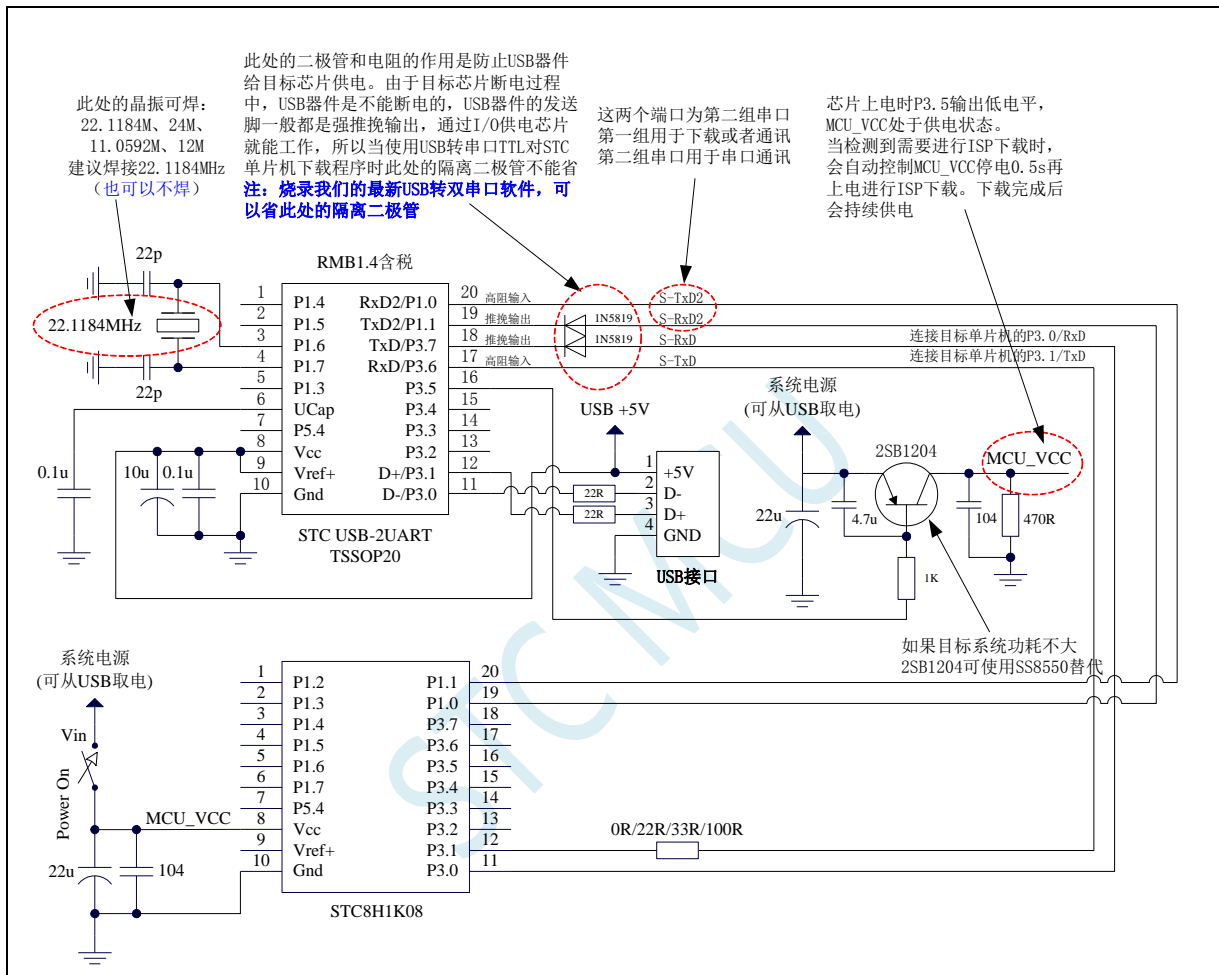 此处的晶振可焊:
22.1184M、24M、
11.0592M、12M
建议焊接22.1184MHz
(也可以不焊)
此处的二极管和电阻的作用是防止USB器件
给目标芯片供电。由于目标芯片断电过程
中，USB器件是不能断电的，USB器件的发送
脚一般都是强推挽输出，通过I/O供电芯片
就能工作，所以当使用USB转串口TTL对STC
单片机下载程序时此处的隔离二极管不能省
注：烧录我们的最新USB转双串口软件，可
以省此处的隔离二极管
这两个端口为第二组串口
第一组用于下载或者通讯
第二组串口用于串口通讯
芯片上电时P3.5输出低电平，
MCU_VCC处于供电状态。
当检测到需要进行ISP下载时，
会自动控制MCU_VCC停电0.5s再
上电进行ISP下载。下载完成后
会持续供电
22p
22.1184MHz
22p
RMB1.4含税
1 P1.4
2 P1.5
3 P1.6
4 P1.7
5 P1.3
6 UCap
7 P5.4
8 Vcc
9 Vref+
10 Gnd
RxD2/P1.0 20 高阻输入 S-TxD2
TxD2/P1.1 19 推挽输出 1N5819 S-RxD2
TxD/P3.7 18 推挽输出 1N5819 S-RxD 连接目标单片机的P3.0/RxD
RxD/P3.6 17 高阻输入 S-TxD 连接目标单片机的P3.1/TxD
P3.5 16
P3.4 15
P3.3 14
P3.2 13
D+/P3.1 12
D-/P3.0 11
STC USB-2UART
TSSOP20
0.1u
10u
0.1u
22R
22R
USB +5V
1 +5V
2 D-
3 D+
4 GND
USB接口
系统电源
(可从USB取电)
2SB1204
MCU_VCC
22u
4.7u
104
470R
1K
如果目标系统功耗不大
2SB1204可使用SS8550替代
系统电源
(可从USB取电)
Vin
Power On
MCU_VCC
22u
104
1 P1.2
2 P1.3
3 P1.4
4 P1.5
5 P1.6
6 P1.7
7 P5.4
8 Vcc
9 Vref+
10 Gnd
P1.1 20
P1.0 19
P3.7 18
P3.6 17
P3.5 16
P3.4 15
P3.3 14
P3.2 13
P3.1 12
P3.0 11
0R/22R/33R/100R
STC8H1K08
STC MCU